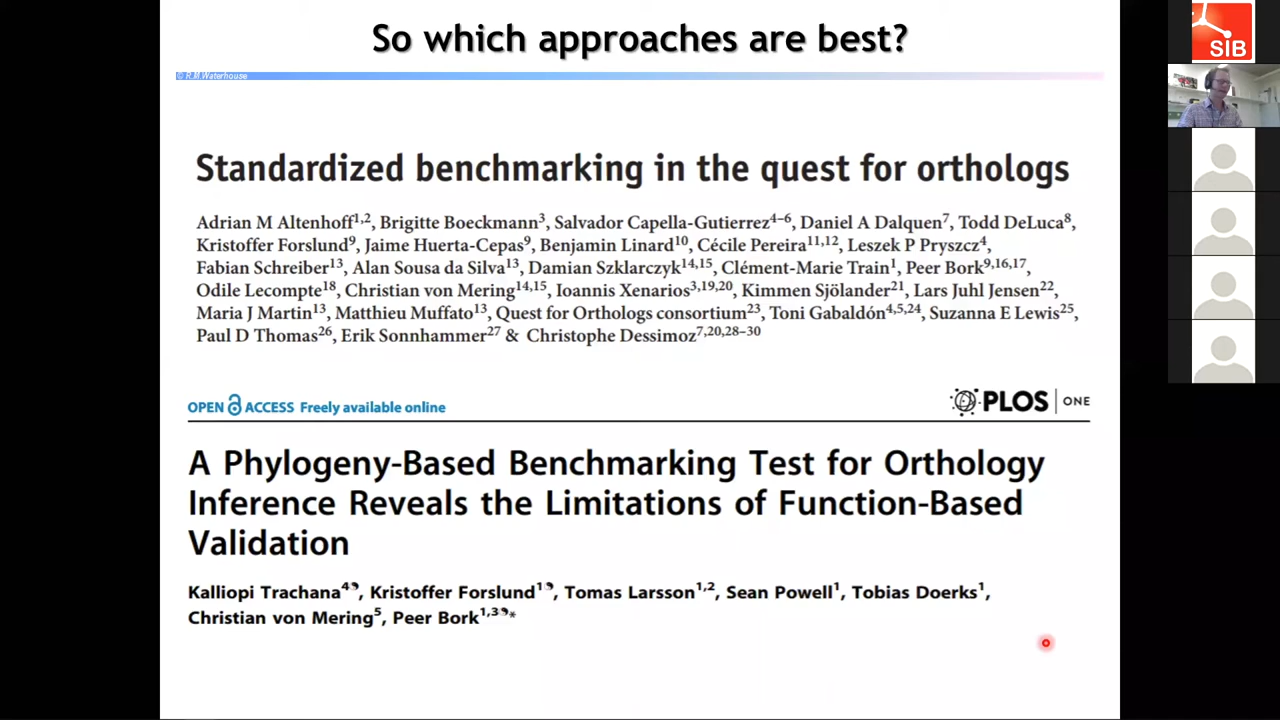 So which approaches are best?
© R.M.Waterhouse
SIB
Standardized benchmarking in the quest for orthologs
Adrian M Altenhoff1,2, Brigitte Boeckmann3, Salvador Capella-Gutierrez4–6, Daniel A Dalquen7, Todd DeLuca8,
Kristoffer Forslund9, Jaime Huerta-Cepas9, Benjamin Linard10, Cécile Pereira11,12, Leszek P Pryszcz4,
Fabian Schreiber13, Alan Sousa da Silva13, Damian Szklarczyk14,15, Clément-Marie Train1, Peer Bork9,16,17,
Odile Lecompte18, Christian von Mering14,15, Ioannis Xenarios3,19,20, Kimmen Sjölander21, Lars Juhl Jensen22,
Maria J Martin13, Matthieu Muffato13, Quest for Orthologs consortium23, Toni Gabaldón4,5,24, Suzanna E Lewis25,
Paul D Thomas26, Erik Sonnhammer27 & Christophe Dessimoz7,20,28–30
OPEN ACCESS Freely available online
PLOS ONE
A Phylogeny-Based Benchmarking Test for Orthology
Inference Reveals the Limitations of Function-Based
Validation
Kalliopi Trachana4, Kristoffer Forslund1, Tomas Larsson1,2, Sean Powell1, Tobias Doerks1,
Christian von Mering5, Peer Bork1,3*